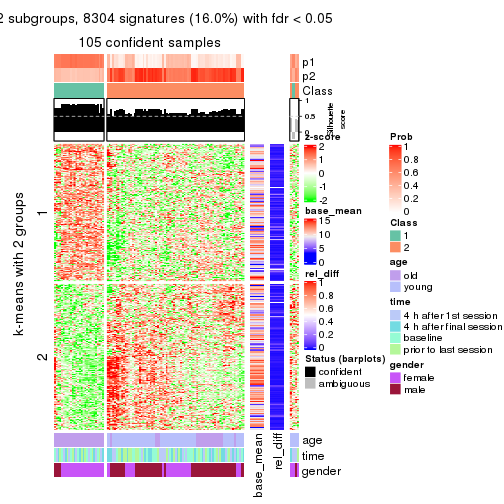 2 subgroups, 8304 signatures (16.0%) with fdr < 0.05
105 confident samples
p1
p2
Class
1
0.5
0
Silhouette
score
k-means with 2 groups
1
2
z-score
2
1
0
-1
-2
base_mean
15
10
5
0
rel_diff
1
0.8
0.6
0.4
0.2
0
Status (barplots)
confident
ambiguous
Prob
1
0.8
0.6
0.4
0.2
0
Class
1
2
age
old
young
time
4 h after 1st session
4 h after final session
baseline
prior to last session
gender
female
male
age
time
gender
base_mean
rel_diff